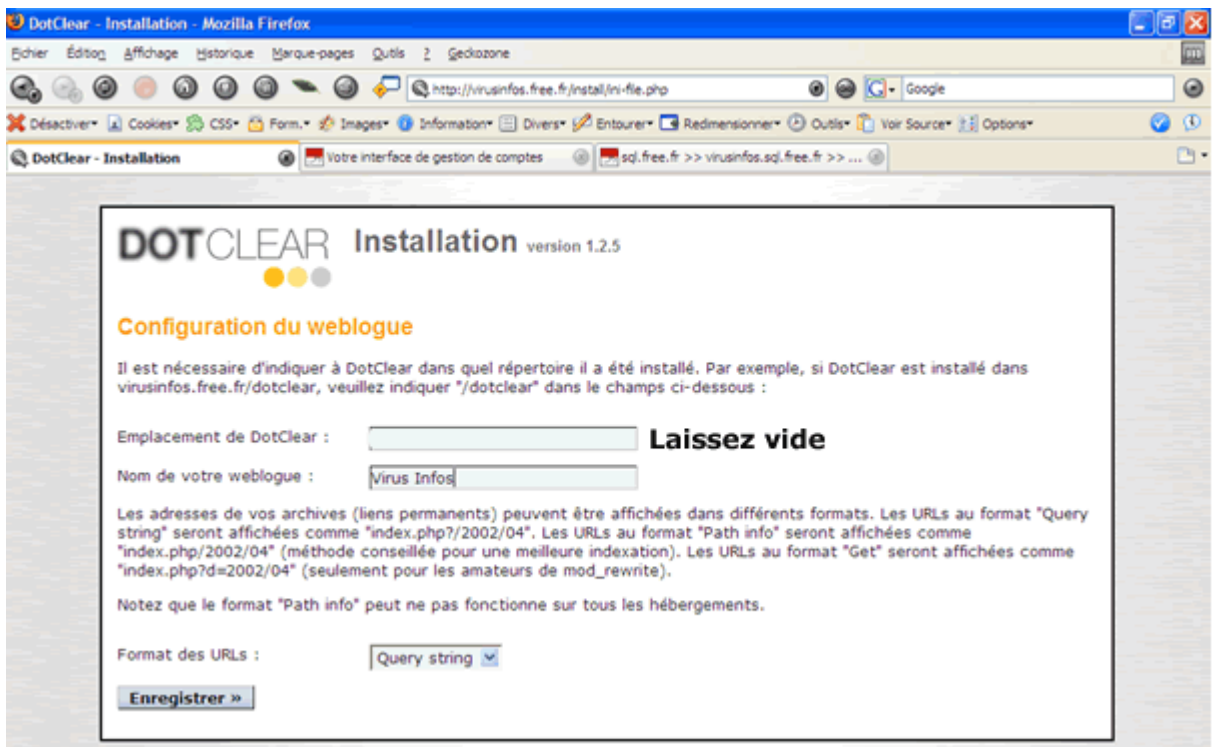 DotClear - Installation - Mozilla Firefox
Fichier Édition Affichage Historique Marque-pages Outils ? Geckozone
http://virusinfos.free.fr/install/ini-file.php G Google
Désactiver Cookies CSS Form. Images Information Divers Entourer Redimensionner Outils Voir Source Options
DotClear - Installation Votre interface de gestion de comptes sql.free.fr >> virusinfos.sql.free.fr >> ...
DOTCLEAR Installation version 1.2.5
Configuration du weblogue
Il est nécessaire d'indiquer à DotClear dans quel répertoire il a été installé. Par exemple, si DotClear est installé dans
virusinfos.free.fr/dotclear, veuillez indiquer "/dotclear" dans le champs ci-dessous :
Emplacement de DotClear : Laissez vide
Nom de votre weblogue : Virus Infos
Les adresses de vos archives (liens permanents) peuvent être affichées dans différents formats. Les URLs au format "Query
string" seront affichées comme "index.php?/2002/04". Les URLs au format "Path info" seront affichées comme
"index.php/2002/04" (méthode conseillée pour une meilleure indexation). Les URLs au format "Get" seront affichées comme
"index.php?d=2002/04" (seulement pour les amateurs de mod_rewrite).
Notez que le format "Path info" peut ne pas fonctionne sur tous les hébergements.
Format des URLs : Query string
Enregistrer »